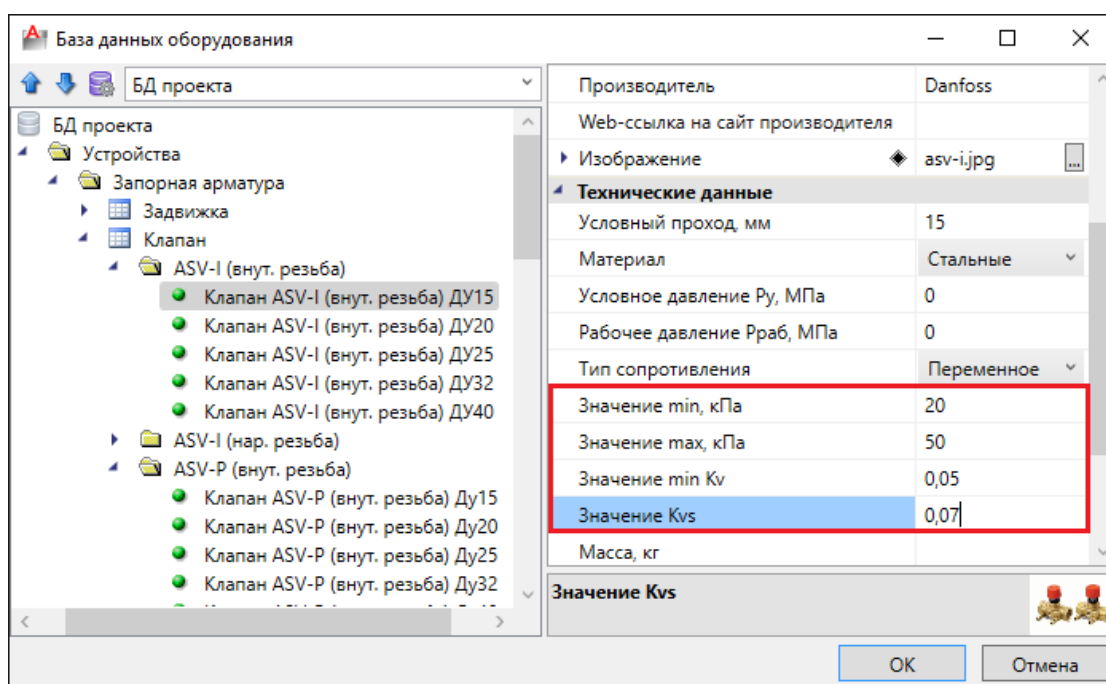 База данных оборудования
БД проекта
БД проекта
Устройства
Запорная арматура
Задвижка
Клапан
ASV-I (внут. резьба)
Клапан ASV-I (внут. резьба) ДУ15
Клапан ASV-I (внут. резьба) ДУ20
Клапан ASV-I (внут. резьба) ДУ25
Клапан ASV-I (внут. резьба) ДУ32
Клапан ASV-I (внут. резьба) ДУ40
ASV-I (нар. резьба)
ASV-P (внут. резьба)
Клапан ASV-P (внут. резьба) Ду15
Клапан ASV-P (внут. резьба) Ду20
Клапан ASV-P (внут. резьба) Ду25
Клапан ASV-P (внут. резьба) Ду32
Производитель Danfoss
Web-ссылка на сайт производителя
Изображение asv-i.jpg ...
Технические данные
Условный проход, мм 15
Материал Стальные
Условное давление Ру, МПа 0
Рабочее давление Рраб, МПа 0
Тип сопротивления Переменное
Значение min, кПа 20
Значение max, кПа 50
Значение min Kv 0,05
Значение Kvs 0,07
Масса, кг
Значение Kvs
ОК Отмена